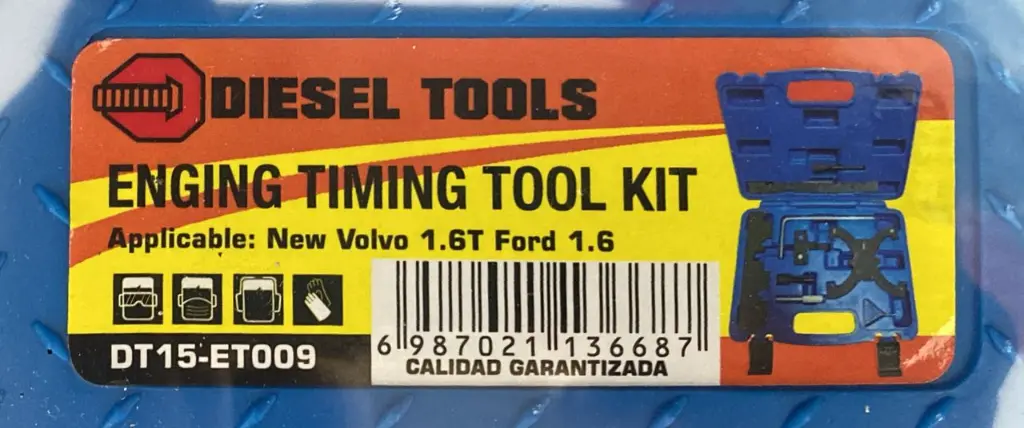 DIESEL TOOLS
ENGING TIMING TOOL KIT
Applicable: New Volvo 1.6T Ford 1.6
DT15-ET009
6 987021 136687
CALIDAD GARANTIZADA